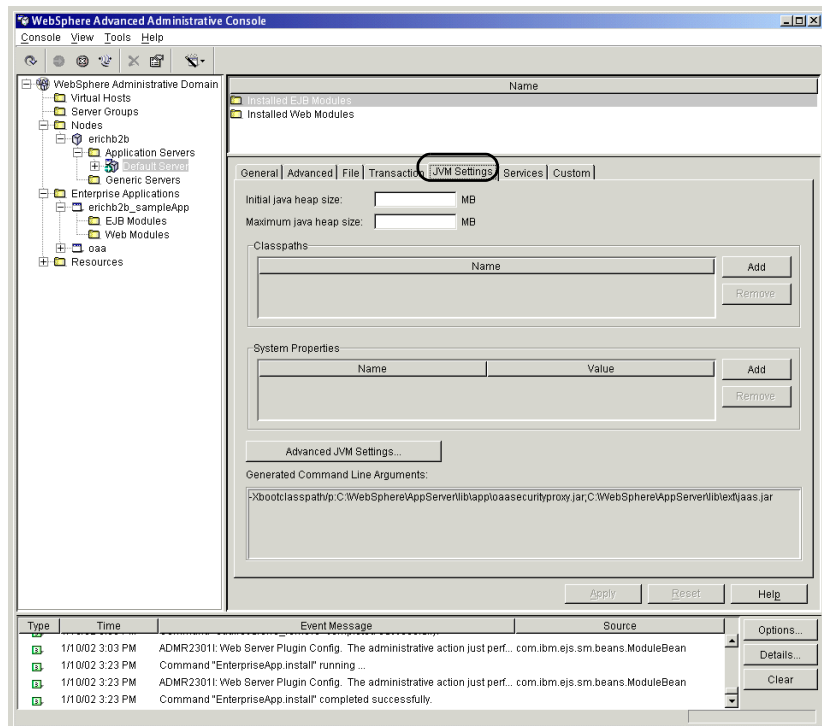 WebSphere Advanced Administrative Console
Console View Tools Help
WebSphere Administrative Domain
Virtual Hosts
Server Groups
Nodes
erichb2b
Application Servers
Default Server
Generic Servers
Enterprise Applications
erichb2b_sampleApp
EJB Modules
Web Modules
oaa
Resources
Name
Installed EJB Modules
Installed Web Modules
General Advanced File Transaction JVM Settings Services Custom
Initial java heap size: MB
Maximum java heap size: MB
Classpaths
Name
Add
Remove
System Properties
Name Value
Add
Remove
Advanced JVM Settings...
Generated Command Line Arguments:
-Xbootclasspath/p:C:\WebSphere\AppServer\lib\app\oaasecurityproxy.jar;C:\WebSphere\AppServer\lib\ext\jaas.jar
Apply Reset Help
Type Time Event Message Source
1/10/02 3:03 PM ADMR2301I: Web Server Plugin Config. The administrative action just perf... com.ibm.ejs.sm.beans.ModuleBean
1/10/02 3:23 PM Command "EnterpriseApp.install" running ...
1/10/02 3:23 PM ADMR2301I: Web Server Plugin Config. The administrative action just perf... com.ibm.ejs.sm.beans.ModuleBean
1/10/02 3:23 PM Command "EnterpriseApp.install" completed successfully.
Options...
Details...
Clear